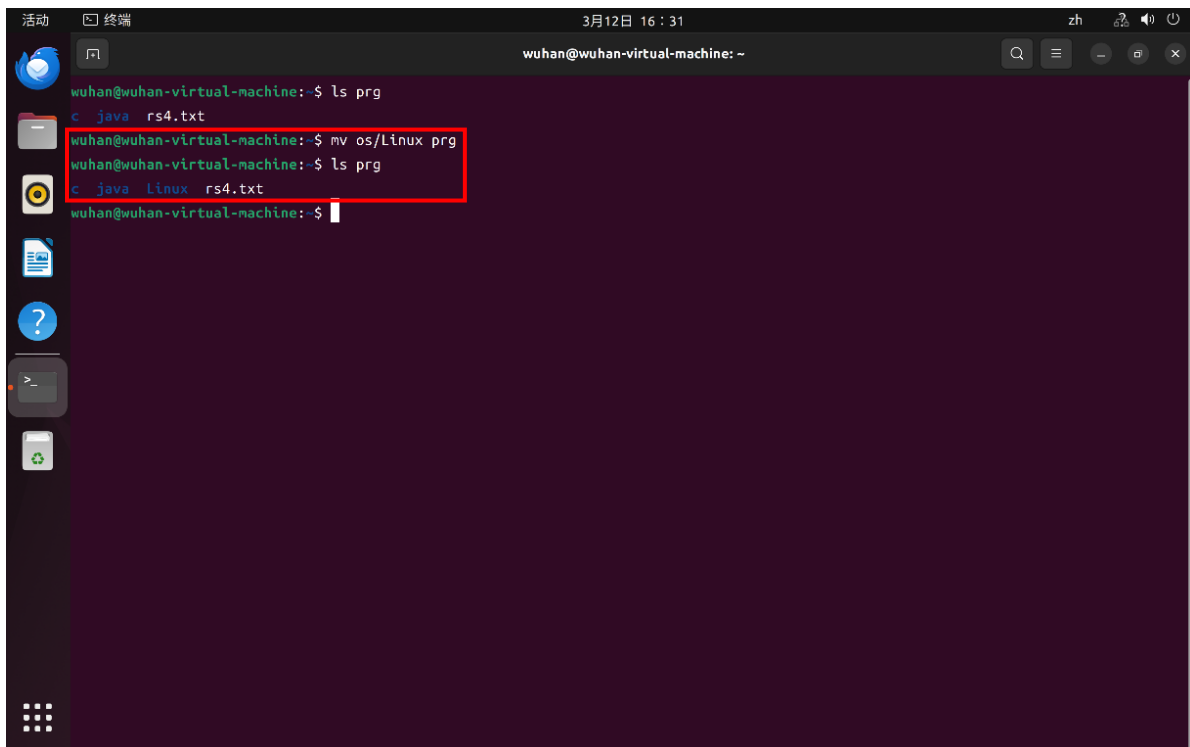 活动 终端 3月12日 16：31 zh
wuhan@wuhan-virtual-machine: ~
wuhan@wuhan-virtual-machine:~$ ls prg
c java rs4.txt
wuhan@wuhan-virtual-machine:~$ mv os/Linux prg
wuhan@wuhan-virtual-machine:~$ ls prg
c java Linux rs4.txt
wuhan@wuhan-virtual-machine:~$